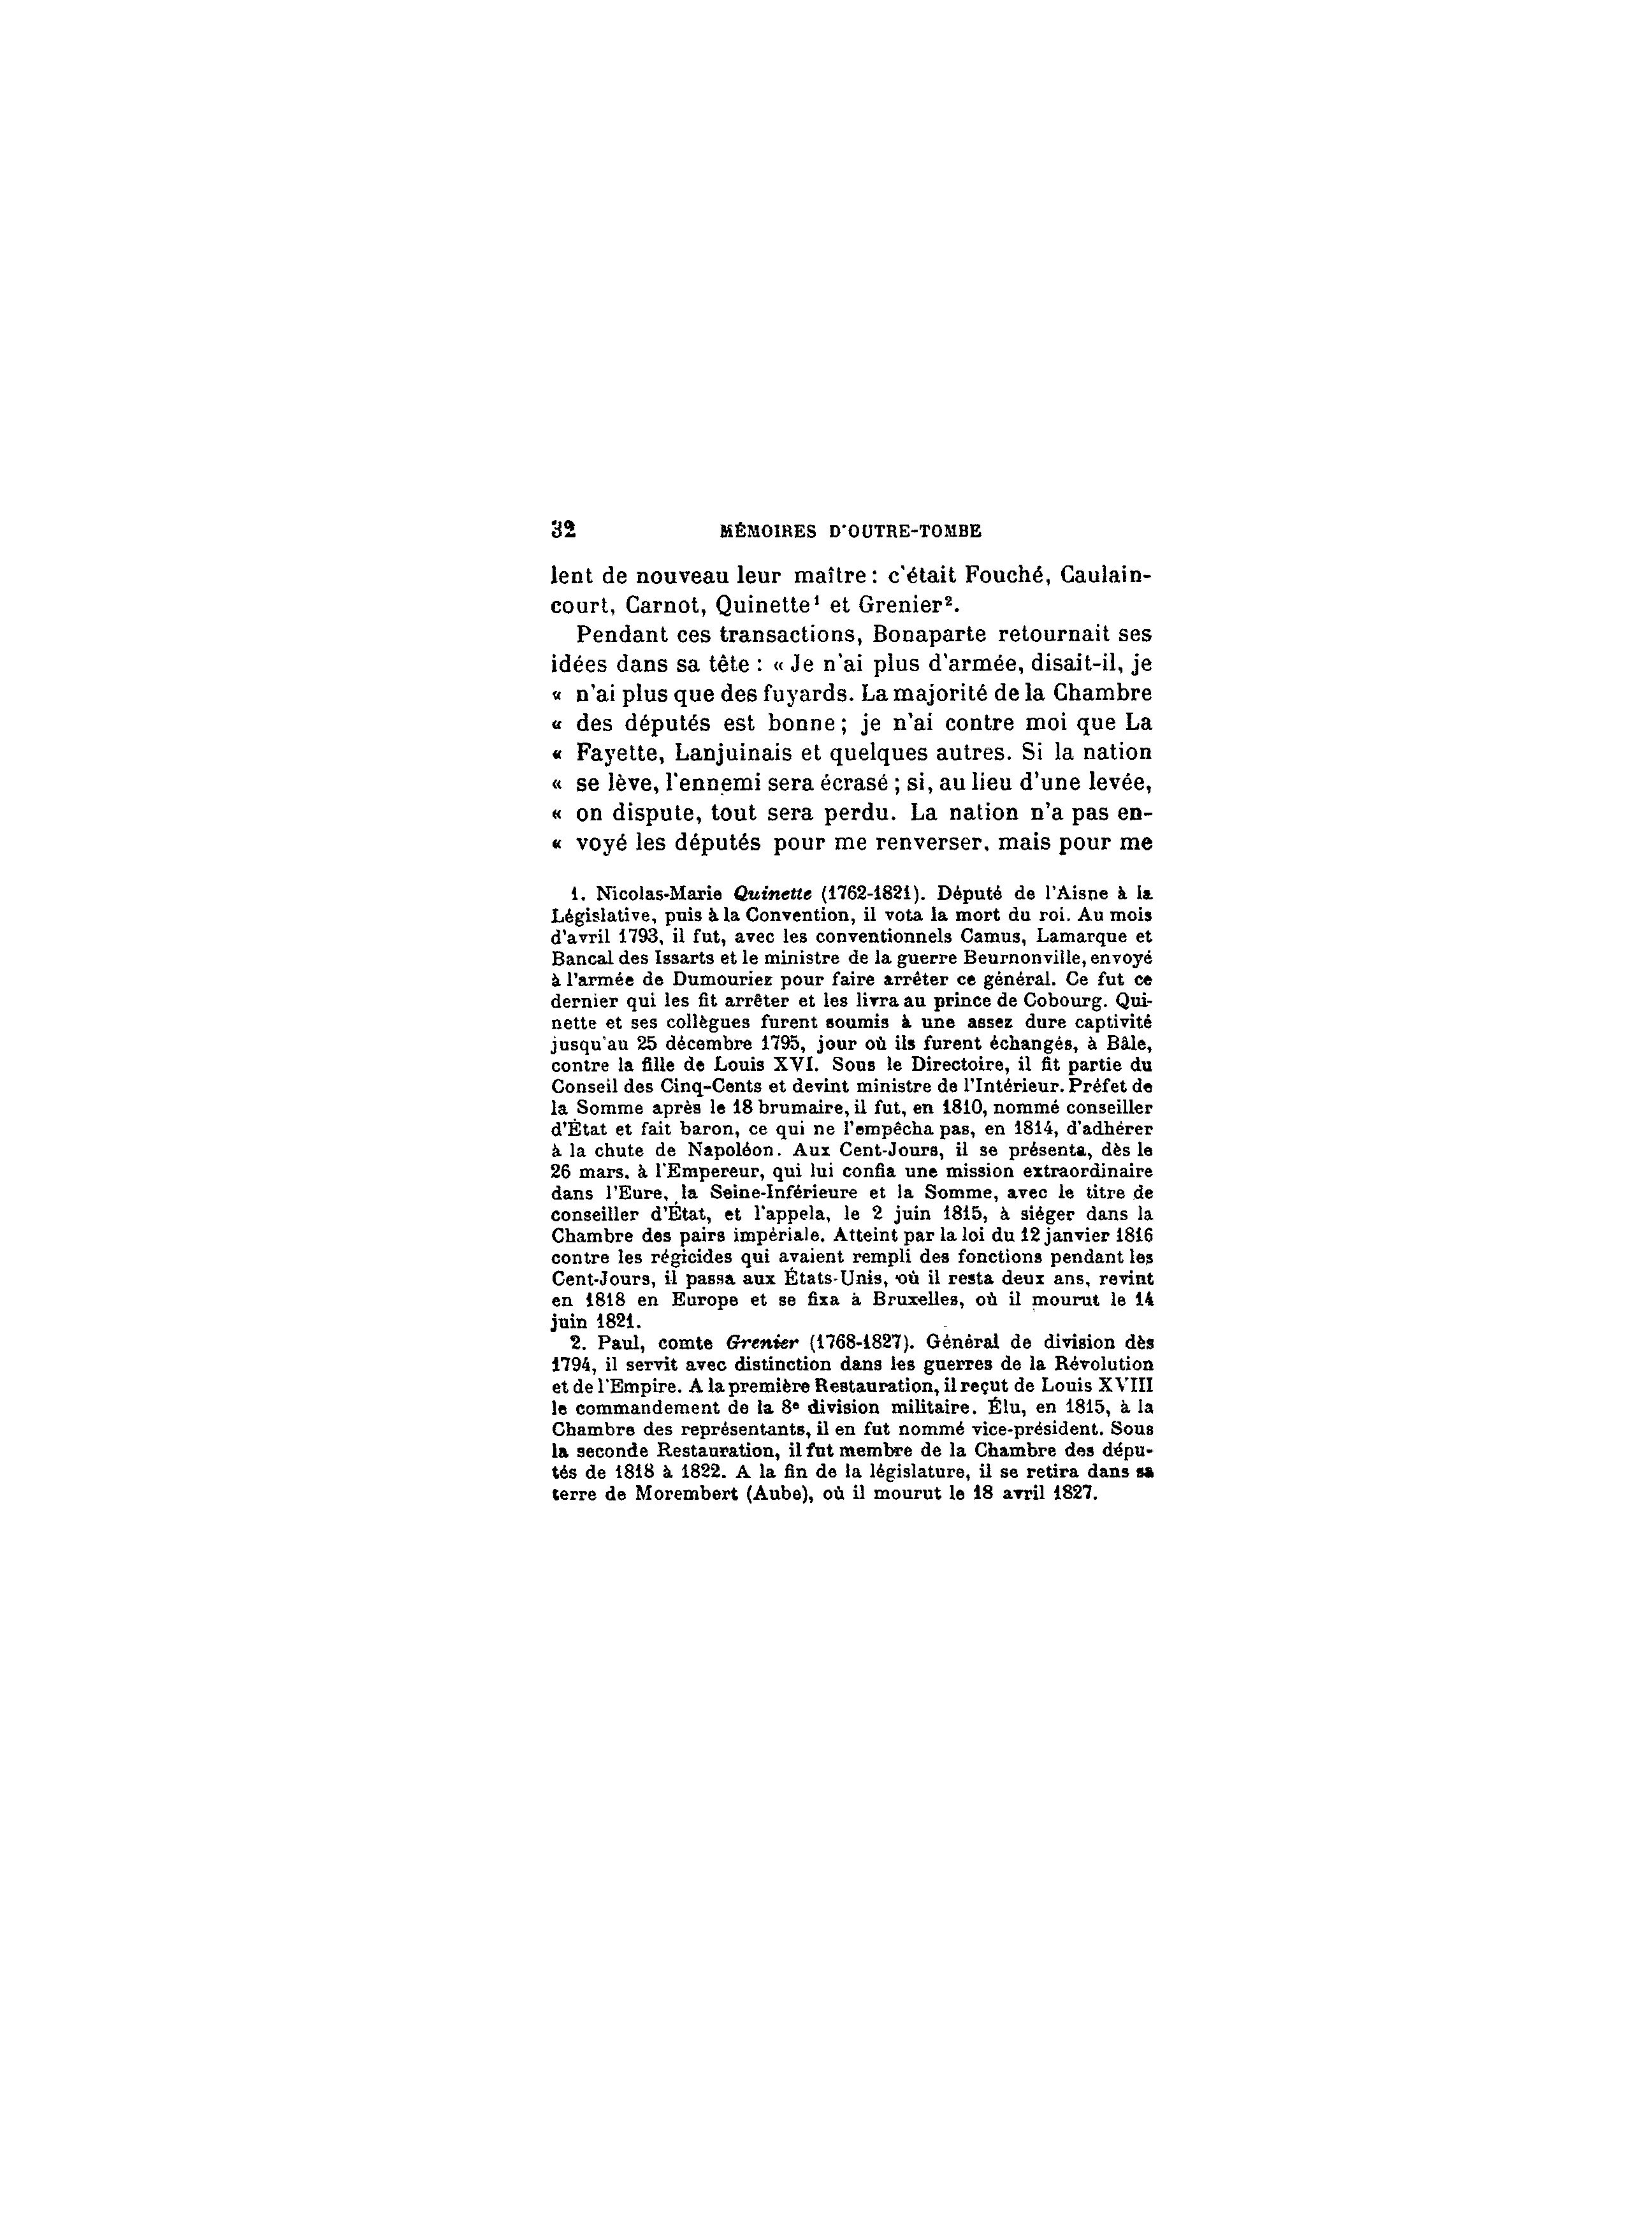 32 MÉMOIRES D'OUTRE-TOMBE
lent de nouveau leur maître : c'était Fouché, Caulain-
court, Carnot, Quinette¹ et Grenier².
Pendant ces transactions, Bonaparte retournait ses
idées dans sa tête : « Je n'ai plus d'armée, disait-il, je
« n'ai plus que des fuyards. La majorité de la Chambre
« des députés est bonne ; je n'ai contre moi que La
« Fayette, Lanjuinais et quelques autres. Si la nation
« se lève, l'ennemi sera écrasé ; si, au lieu d'une levée,
« on dispute, tout sera perdu. La nation n'a pas en-
« voyé les députés pour me renverser, mais pour me
1. Nicolas-Marie Quinette (1762-1821). Député de l'Aisne à la
Législative, puis à la Convention, il vota la mort du roi. Au mois
d'avril 1793, il fut, avec les conventionnels Camus, Lamarque et
Bancal des Issarts et le ministre de la guerre Beurnonville, envoyé
à l'armée de Dumouriez pour faire arrêter ce général. Ce fut ce
dernier qui les fit arrêter et les livra au prince de Cobourg. Qui-
nette et ses collègues furent soumis à une assez dure captivité
jusqu'au 25 décembre 1795, jour où ils furent échangés, à Bâle,
contre la fille de Louis XVI. Sous le Directoire, il fit partie du
Conseil des Cinq-Cents et devint ministre de l'Intérieur. Préfet de
la Somme après le 18 brumaire, il fut, en 1810, nommé conseiller
d'État et fait baron, ce qui ne l'empêcha pas, en 1814, d'adhérer
à la chute de Napoléon. Aux Cent-Jours, il se présenta, dès le
26 mars, à l'Empereur, qui lui confia une mission extraordinaire
dans l'Eure, la Seine-Inférieure et la Somme, avec le titre de
conseiller d'État, et l'appela, le 2 juin 1815, à siéger dans la
Chambre des pairs impériale. Atteint par la loi du 12 janvier 1816
contre les régicides qui avaient rempli des fonctions pendant les
Cent-Jours, il passa aux États-Unis, où il resta deux ans, revint
en 1818 en Europe et se fixa à Bruxelles, où il mourut le 14
juin 1821.
2. Paul, comte Grenier (1768-1827). Général de division dès
1794, il servit avec distinction dans les guerres de la Révolution
et de l'Empire. A la première Restauration, il reçut de Louis XVIII
le commandement de la 8e division militaire. Élu, en 1815, à la
Chambre des représentants, il en fut nommé vice-président. Sous
la seconde Restauration, il fut membre de la Chambre des dépu-
tés de 1818 à 1822. A la fin de la législature, il se retira dans sa
terre de Morembert (Aube), où il mourut le 18 avril 1827.